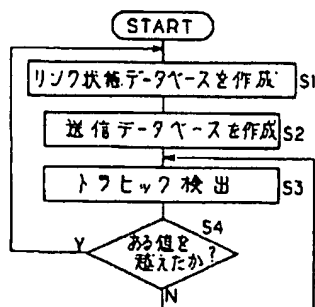 START
リンク状態データベースを作成 S1
送信データベースを作成 S2
トラヒック検出 S3
S4
ある値を
越えたか?
Y
N